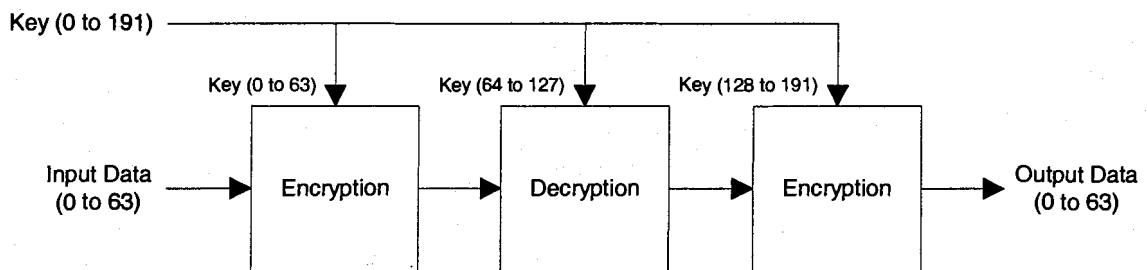 Key (0 to 191)
Key (0 to 63)
Key (64 to 127)
Key (128 to 191)
Input Data
(0 to 63)
Encryption
Decryption
Encryption
Output Data
(0 to 63)